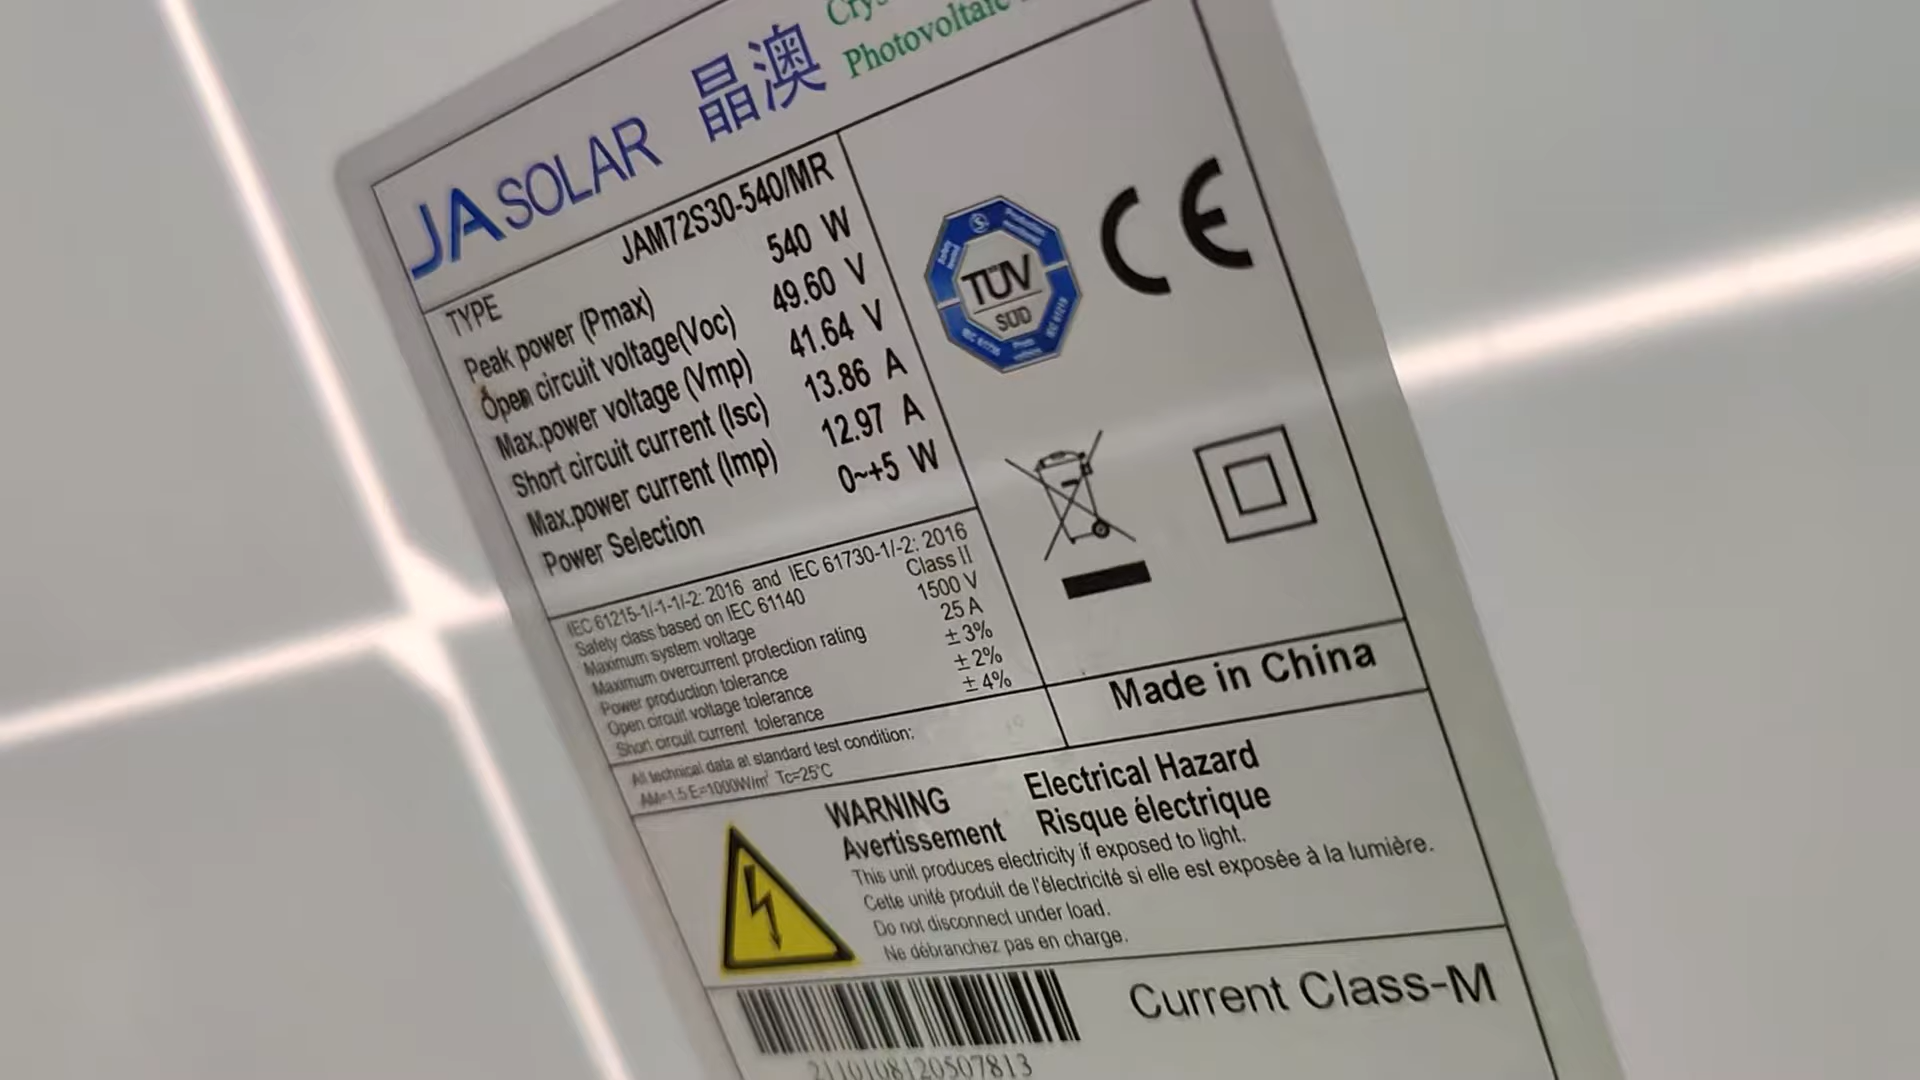 JA SOLAR 晶澳
Photovoltaic
TYPE JAM72S30-540/MR
Peak power (Pmax) 540 W
Open circuit voltage(Voc) 49.60 V
Max.power voltage (Vmp) 41.64 V
Short circuit current (Isc) 13.86 A
Max.power current (Imp) 12.97 A
Power Selection 0~+5 W
TÜV
SÜD
CE
IEC 61215-1/-1-1/-2: 2016 and IEC 61730-1/-2: 2016
Safety class based on IEC 61140 Class II
Maximum system voltage 1500 V
Maximum overcurrent protection rating 25 A
Power production tolerance ±3%
Open circuit voltage tolerance ±2%
Short circuit current tolerance ±4%
All technical data at standard test condition:
AM=1.5 E=1000W/m² Tc=25°C
Made in China
WARNING Electrical Hazard
Avertissement Risque électrique
This unit produces electricity if exposed to light.
Cette unité produit de l'électricité si elle est exposée à la lumière.
Do not disconnect under load.
Ne débranchez pas en charge.
Current Class-M
2110108120507813